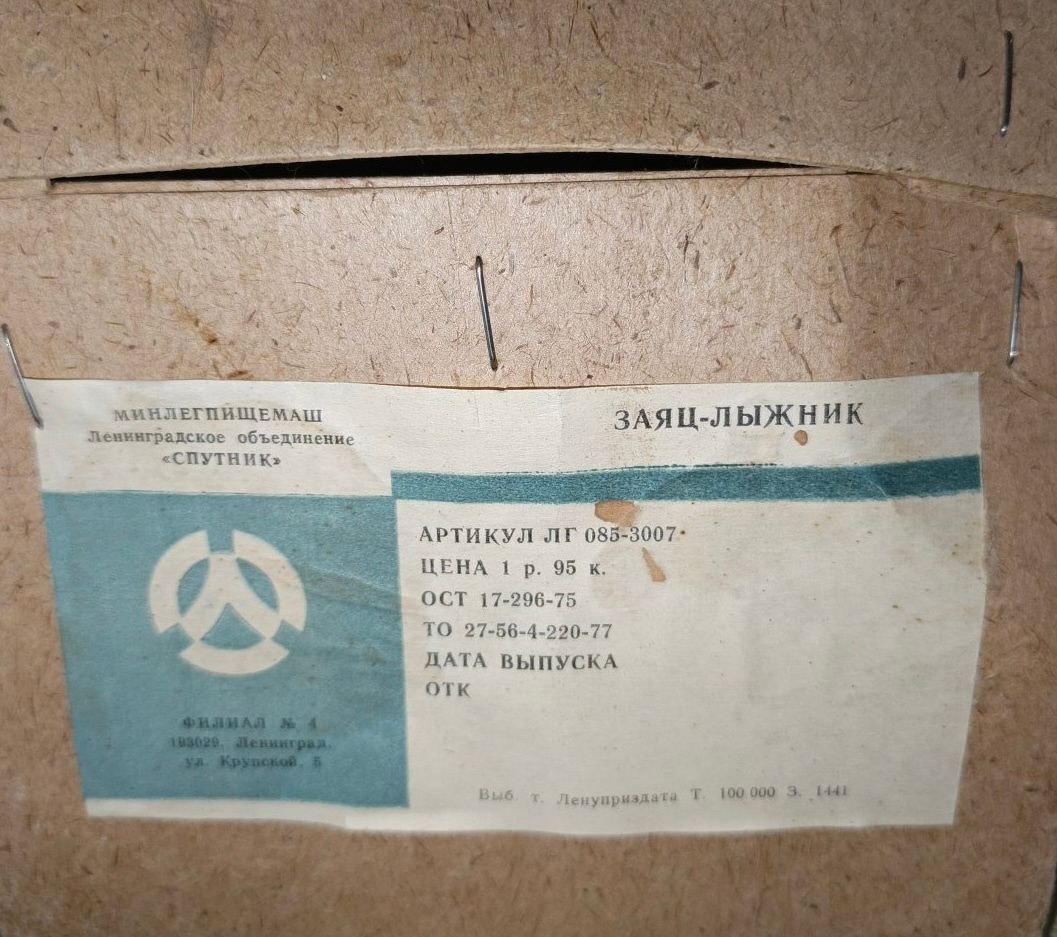 МИНЛЕГПИЩЕМАШ
Ленинградское объединение
«СПУТНИК»
ЗАЯЦ-ЛЫЖНИК
АРТИКУЛ ЛГ 085-3007
ЦЕНА 1 р. 95 к.
ОСТ 17-296-75
ТО 27-56-4-220-77
ДАТА ВЫПУСКА
ОТК
ФИЛИАЛ № 4
193029. Ленинград.
ул. Крупской. 5
Выб. т. Ленуприздата Т. 100 000 З. 1441